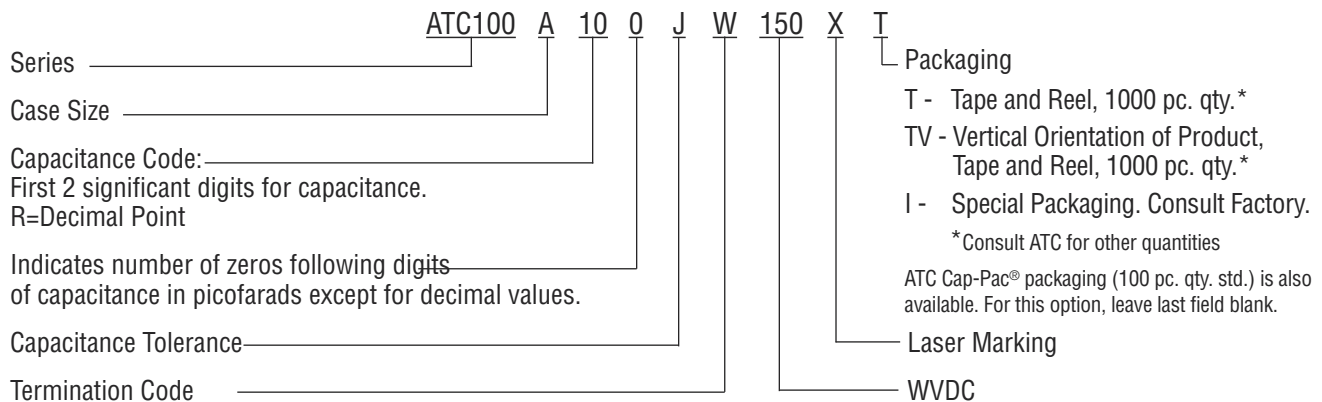 ATC100 A 10 0 J W 150 X T
Series
Case Size
Capacitance Code:
First 2 significant digits for capacitance.
R=Decimal Point
Indicates number of zeros following digits
of capacitance in picofarads except for decimal values.
Capacitance Tolerance
Termination Code
Packaging
T - Tape and Reel, 1000 pc. qty.*
TV - Vertical Orientation of Product,
Tape and Reel, 1000 pc. qty.*
I - Special Packaging. Consult Factory.
*Consult ATC for other quantities
ATC Cap-Pac® packaging (100 pc. qty. std.) is also
available. For this option, leave last field blank.
Laser Marking
WVDC